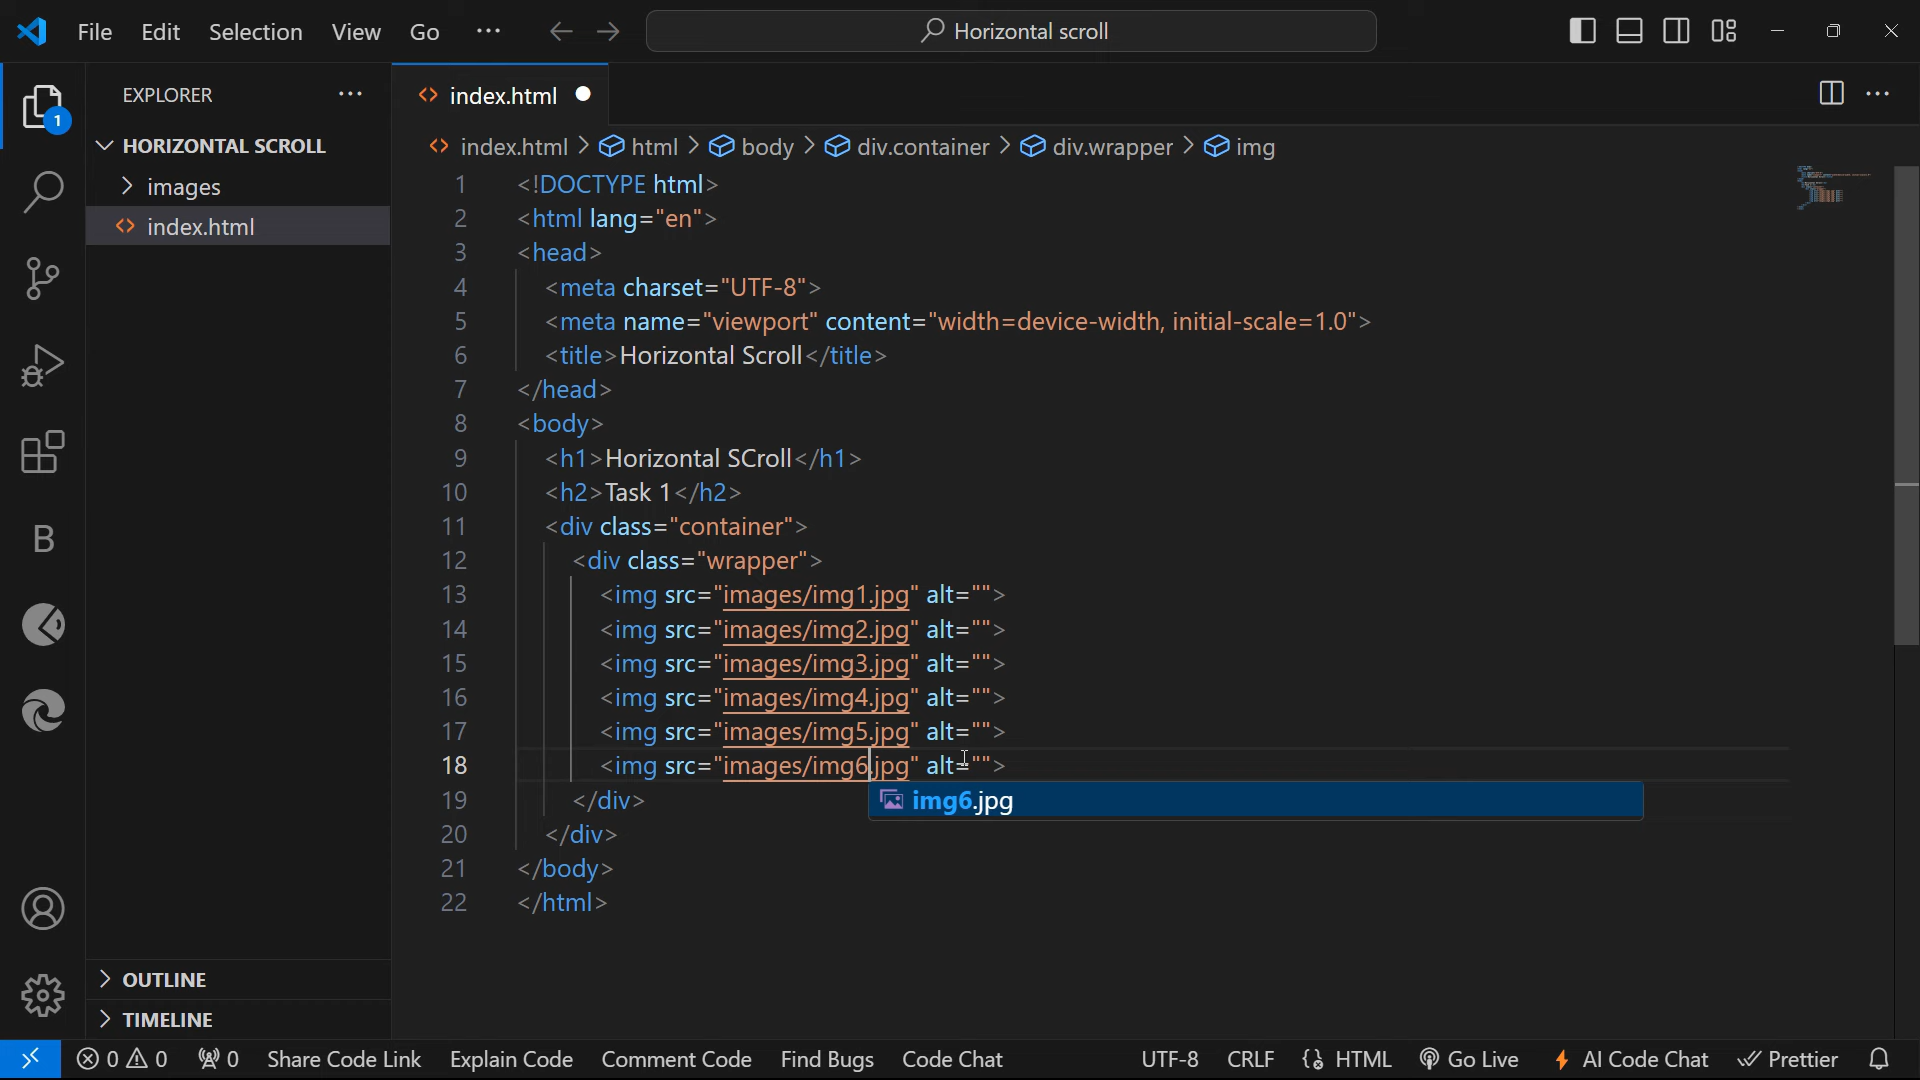 File Edit Selection View Go ··· Horizontal scroll
EXPLORER ···
1
HORIZONTAL SCROLL
images
index.html
B
OUTLINE
TIMELINE
index.html
index.html > html > body > div.container > div.wrapper > img
1 <!DOCTYPE html>
2 <html lang="en">
3 <head>
4 <meta charset="UTF-8">
5 <meta name="viewport" content="width=device-width, initial-scale=1.0">
6 <title>Horizontal Scroll</title>
7 </head>
8 <body>
9 <h1>Horizontal SCroll</h1>
10 <h2>Task 1</h2>
11 <div class="container">
12 <div class="wrapper">
13 <img src="images/img1.jpg" alt="">
14 <img src="images/img2.jpg" alt="">
15 <img src="images/img3.jpg" alt="">
16 <img src="images/img4.jpg" alt="">
17 <img src="images/img5.jpg" alt="">
18 <img src="images/img6.jpg" alt="">
19 </div>
img6.jpg
20 </div>
21 </body>
22 </html>
0 0 0 Share Code Link Explain Code Comment Code Find Bugs Code Chat UTF-8 CRLF {} HTML Go Live AI Code Chat Prettier